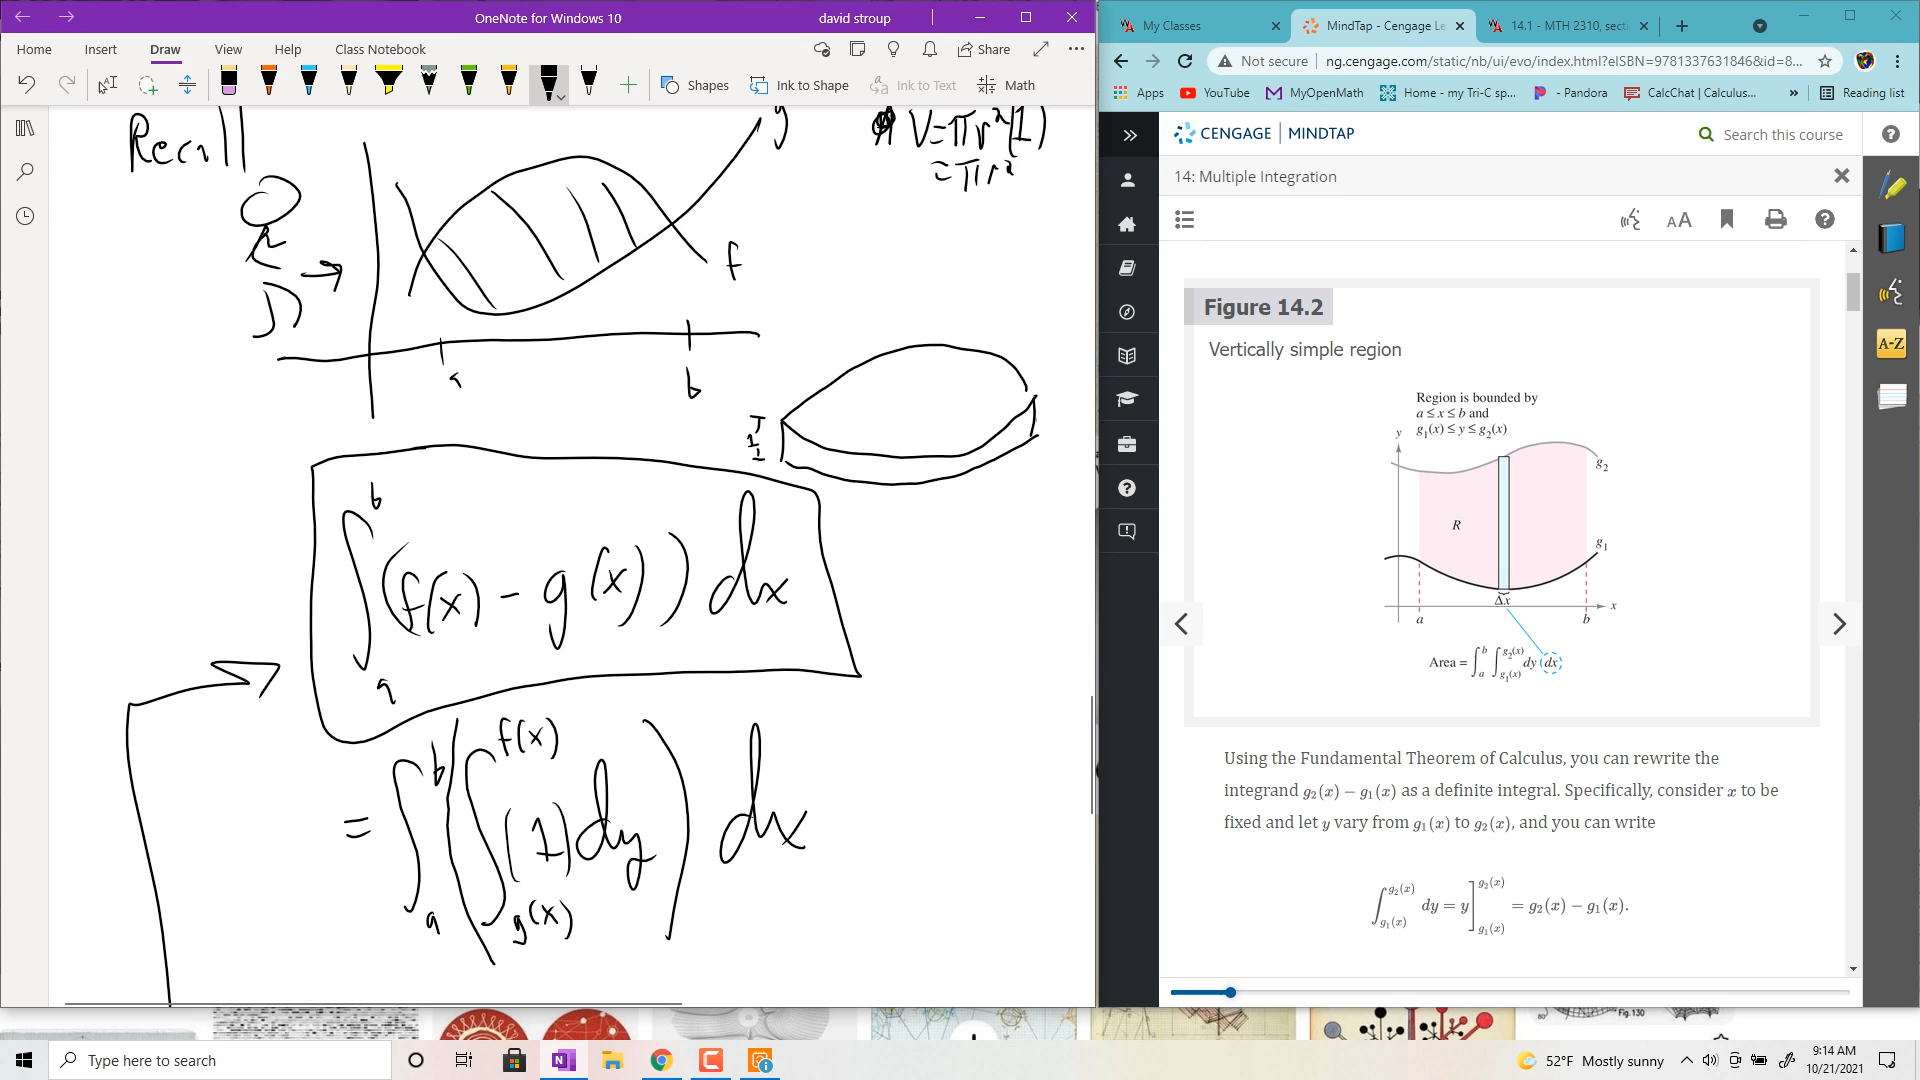 OneNote for Windows 10
david stroup
Home Insert Draw View Help Class Notebook
Share
Shapes
Ink to Shape
Ink to Text
Math
Recall
g
V=πr²(1)
=πr²
f
a
b
1
∫_a^b (f(x) - g(x)) dx
= ∫_a^b (∫_{g(x)}^{f(x)} (1) dy) dx
My Classes
MindTap - Cengage Le
14.1 - MTH 2310, secti
Not secure
ng.cengage.com/static/nb/ui/evo/index.html?eISBN=9781337631846&id=8...
Apps
YouTube
MyOpenMath
Home - my Tri-C sp...
- Pandora
CalcChat | Calculus...
»
Reading list
CENGAGE | MINDTAP
Search this course
14: Multiple Integration
AA
A-Z
Figure 14.2
Vertically simple region
Region is bounded by
a ≤ x ≤ b and
g₁(x) ≤ y ≤ g₂(x)
y
g₂
R
g₁
Δx
x
a
b
Area = ∫_a^b ∫_{g₁(x)}^{g₂(x)} dy dx
Using the Fundamental Theorem of Calculus, you can rewrite the
integrand g₂(x) − g₁(x) as a definite integral. Specifically, consider x to be
fixed and let y vary from g₁(x) to g₂(x), and you can write
∫_{g₁(x)}^{g₂(x)} dy = y]_{g₁(x)}^{g₂(x)} = g₂(x) − g₁(x).
Fig. 130
Type here to search
52°F Mostly sunny
9:14 AM
10/21/2021